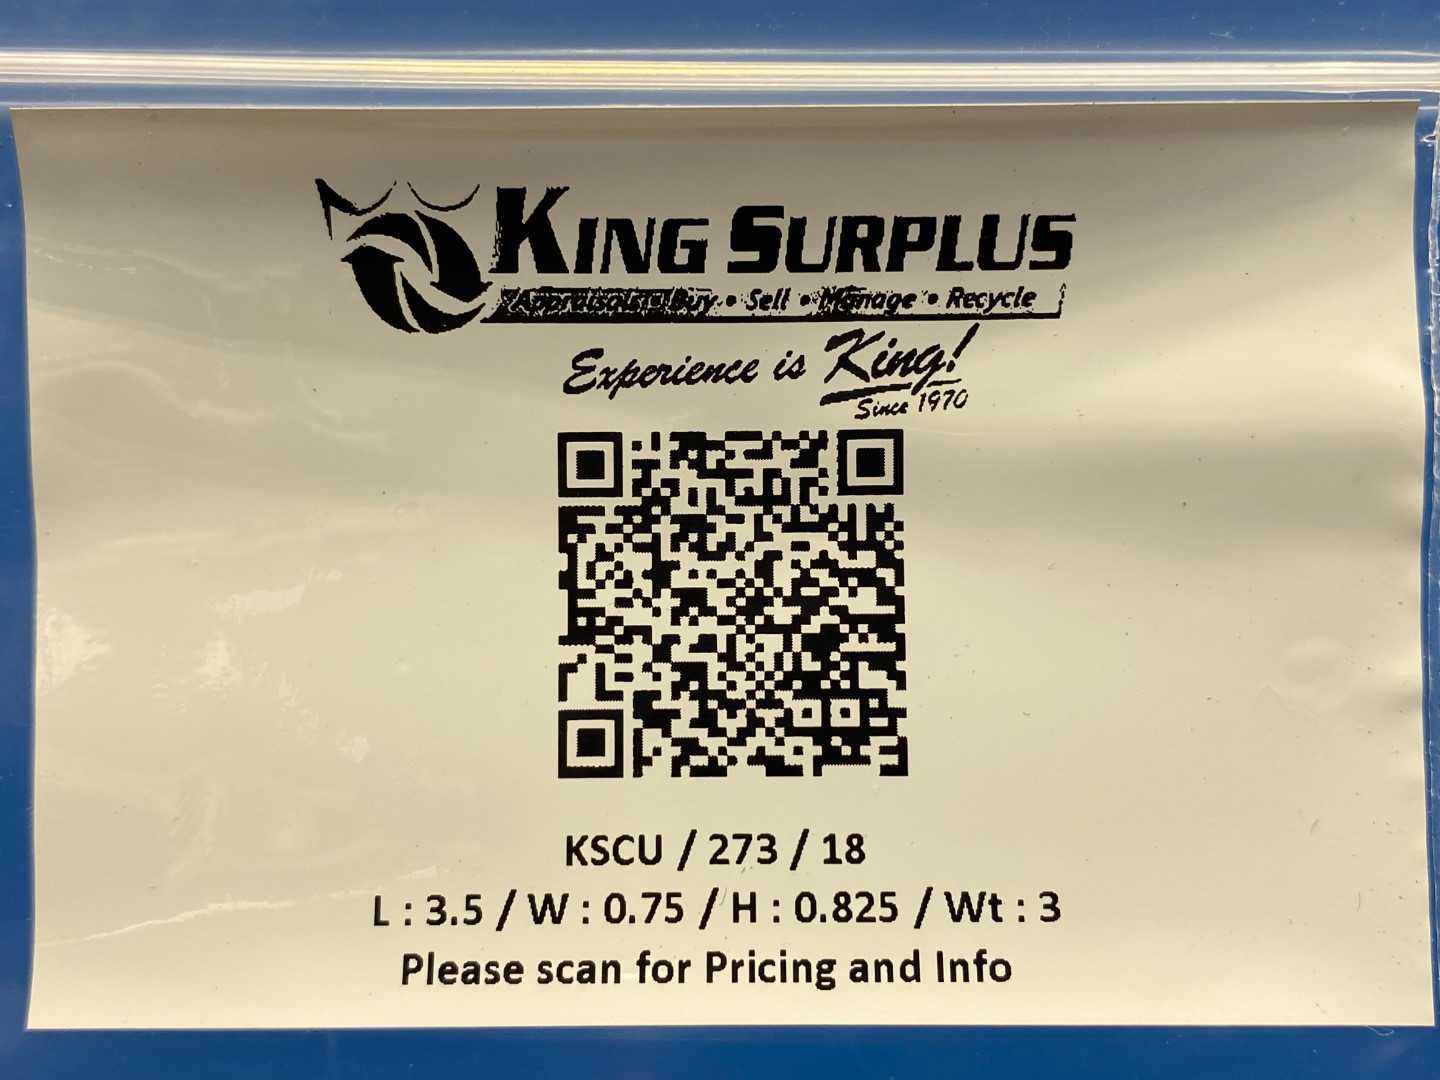 KING SURPLUS
Appraisals • Buy • Sell • Manage • Recycle
Experience is King!
Since 1970
KSCU / 273 / 18
L : 3.5 / W : 0.75 / H : 0.825 / Wt : 3
Please scan for Pricing and Info